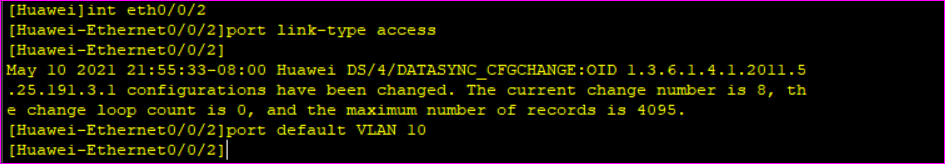 [Huawei]int eth0/0/2
[Huawei-Ethernet0/0/2]port link-type access
[Huawei-Ethernet0/0/2]
May 10 2021 21:55:33-08:00 Huawei DS/4/DATASYNC_CFGCHANGE:OID 1.3.6.1.4.1.2011.5
.25.191.3.1 configurations have been changed. The current change number is 8, th
e change loop count is 0, and the maximum number of records is 4095.
[Huawei-Ethernet0/0/2]port default VLAN 10
[Huawei-Ethernet0/0/2]